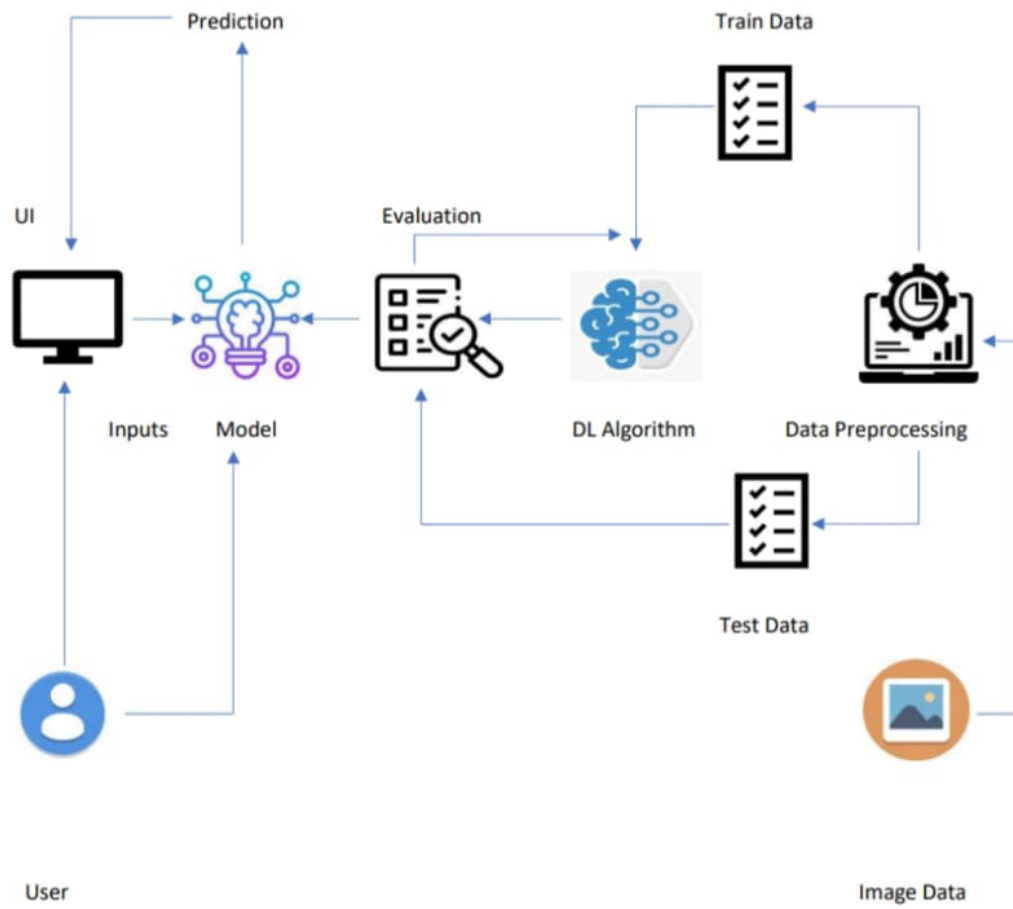 Prediction
Train Data
UI
Evaluation
Inputs
Model
DL Algorithm
Data Preprocessing
Test Data
User
Image Data